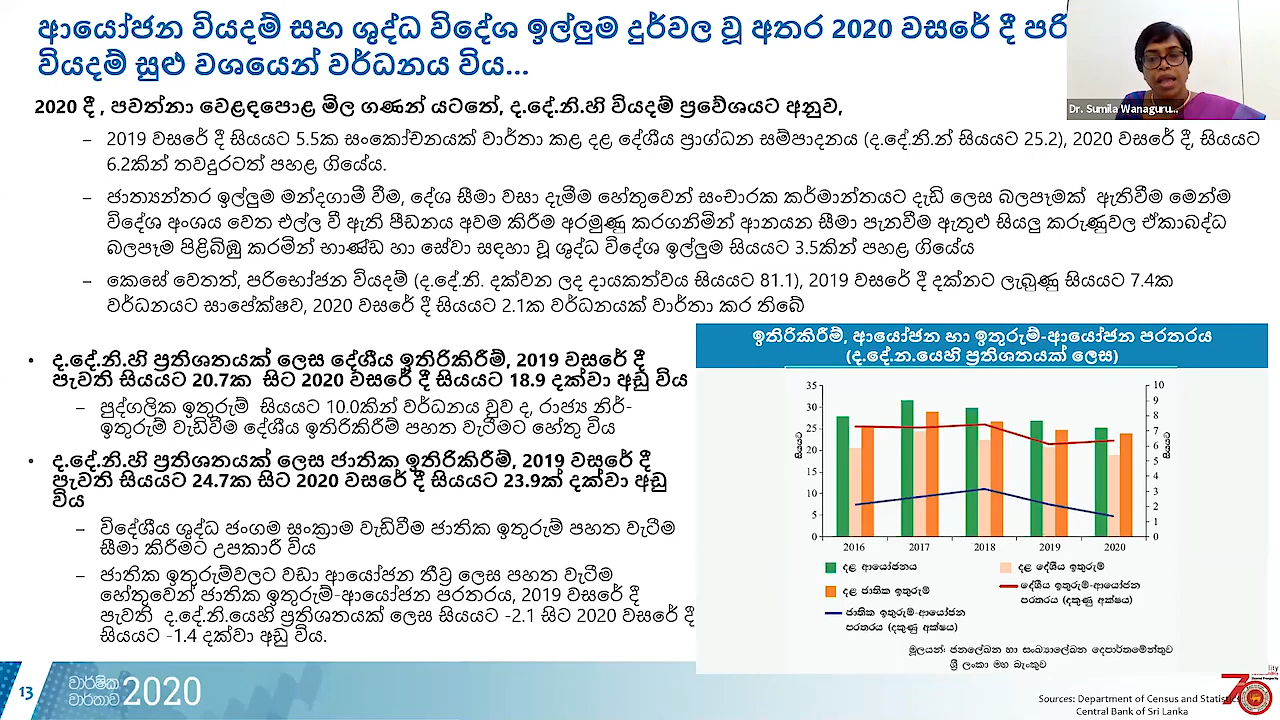 ආයෝජන වියදම් සහ ශුද්ධ විදේශ ඉල්ලුම දුර්වල වූ අතර 2020 වසරේ දී පරි
වියදම් සුළු වශයෙන් වර්ධනය විය...
Dr. Sumila Wanaguru...
2020 දී , පවත්නා වෙළඳපොළ මිල ගණන් යටතේ, ද.දේ.නි.හි වියදම් ප්‍රවේශයට අනුව,
– 2019 වසරේ දී සියයට 5.5ක සංකෝචනයක් වාර්තා කළ දළ දේශීය ප්‍රාග්ධන සම්පාදනය (ද.දේ.නි.න් සියයට 25.2), 2020 වසරේ දී, සියයට
6.2කින් තවදුරටත් පහළ ගියේය.
– ජාත්‍යන්තර ඉල්ලුම මන්දගාමී වීම, දේශ සීමා වසා දැමීම හේතුවෙන් සංචාරක කර්මාන්තයට දැඩි ලෙස බලපෑමක් ඇතිවීම මෙන්ම
විදේශ අංශය වෙත එල්ල වී ඇති පීඩනය අවම කිරීම අරමුණු කරගනිමින් ආනයන සීමා පැනවීම ඇතුළු සියලු කරුණුවල ඒකාබද්ධ
බලපෑම පිළිබිඹු කරමින් භාණ්ඩ හා සේවා සඳහා වූ ශුද්ධ විදේශ ඉල්ලුම සියයට 3.5කින් පහළ ගියේය
– කෙසේ වෙතත්, පරිභෝජන වියදම් (ද.දේ.නි. දක්වන ලද දායකත්වය සියයට 81.1), 2019 වසරේ දී දක්නට ලැබුණු සියයට 7.4ක
වර්ධනයට සාපේක්ෂව, 2020 වසරේ දී සියයට 2.1ක වර්ධනයක් වාර්තා කර තිබේ
• ද.දේ.නි.හි ප්‍රතිශතයක් ලෙස දේශීය ඉතිරිකිරීම්, 2019 වසරේ දී
පැවති සියයට 20.7ක සිට 2020 වසරේ දී සියයට 18.9 දක්වා අඩු විය
– පුද්ගලික ඉතුරුම් සියයට 10.0කින් වර්ධනය වුව ද, රාජ්‍ය නිර්-
ඉතුරුම් වැඩිවීම දේශීය ඉතිරිකිරීම් පහත වැටීමට හේතු විය
• ද.දේ.නි.හි ප්‍රතිශතයක් ලෙස ජාතික ඉතිරිකිරීම්, 2019 වසරේ දී
පැවති සියයට 24.7ක සිට 2020 වසරේ දී සියයට 23.9ක් දක්වා අඩු
විය
– විදේශීය ශුද්ධ ජංගම සංක්‍රාම වැඩිවීම ජාතික ඉතුරුම් පහත වැටීම
සීමා කිරීමට උපකාරී විය
– ජාතික ඉතුරුම්වලට වඩා ආයෝජන තීව්‍ර ලෙස පහත වැටීම
හේතුවෙන් ජාතික ඉතුරුම්-ආයෝජන පරතරය, 2019 වසරේ දී
පැවති ද.දේ.නි.යෙහි ප්‍රතිශතයක් ලෙස සියයට -2.1 සිට 2020 වසරේ දී
සියයට -1.4 දක්වා අඩු විය.
ඉතිරිකිරීම්, ආයෝජන හා ඉතුරුම්-ආයෝජන පරතරය
(ද.දේ.න.යෙහි ප්‍රතිශතයක් ලෙස)
35 30 25 20 15 10 5 0
සියයට
10 9 8 7 6 5 4 3 2 1 0
සියයට
2016 2017 2018 2019 2020
දළ ආයෝජනය
දළ දේශීය ඉතුරුම්
දළ ජාතික ඉතුරුම්
දේශීය ඉතුරුම්-ආයෝජන
පරතරය (දකුණු අක්ෂය)
ජාතික ඉතුරුම්-ආයෝජන
පරතරය (දකුණු අක්ෂය)
මූලයන්: ජනලේඛන හා සංඛ්‍යාලේඛන දෙපාර්තමේන්තුව
ශ්‍රී ලංකා මහ බැංකුව
13
වාර්ෂික
වාර්තාව 2020
Sources: Department of Census and Statist
Central Bank of Sri Lanka
70